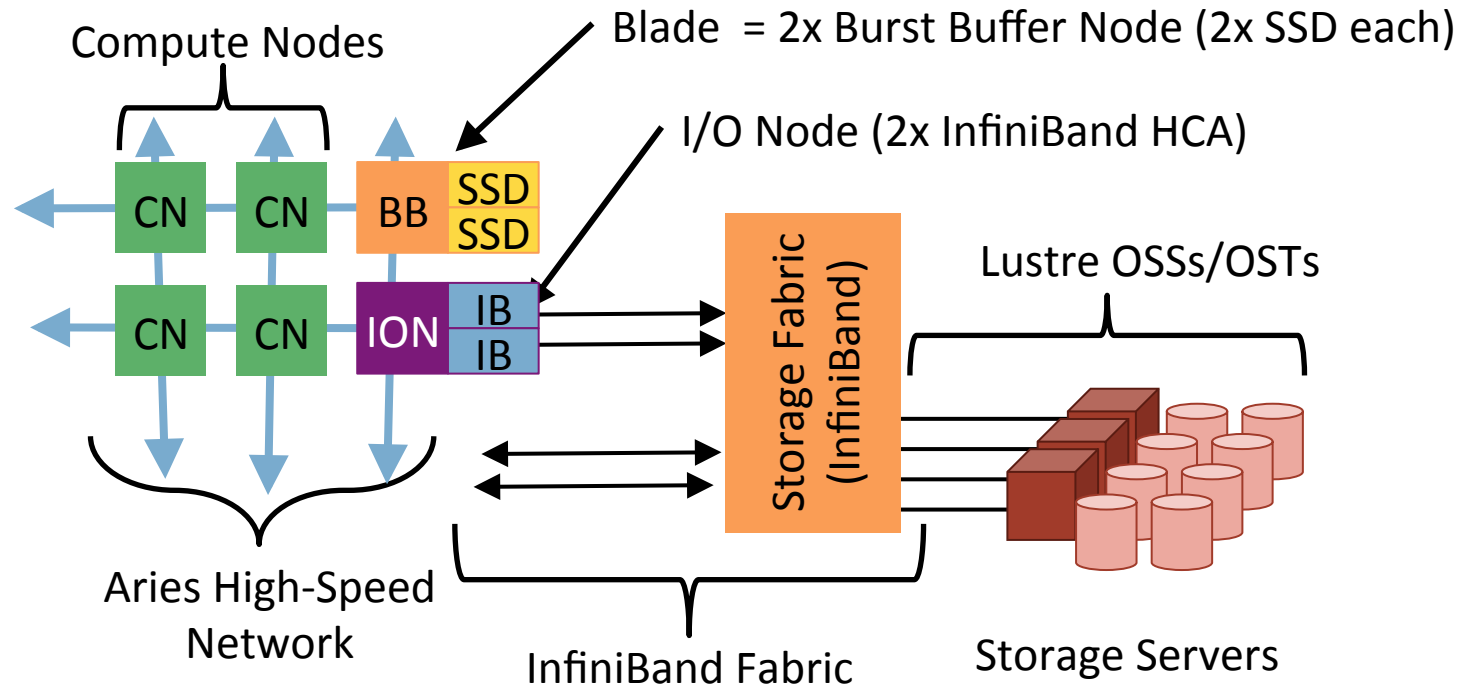 Blade  = 2x Burst Buffer Node (2x SSD each)
Compute Nodes
I/O Node (2x InfiniBand HCA)
CN
CN
BB
SSD
SSD
CN
CN
ION
IB
IB
Storage Fabric
(InfiniBand)
Lustre OSSs/OSTs
Aries High-Speed
Network
InfiniBand Fabric
Storage Servers